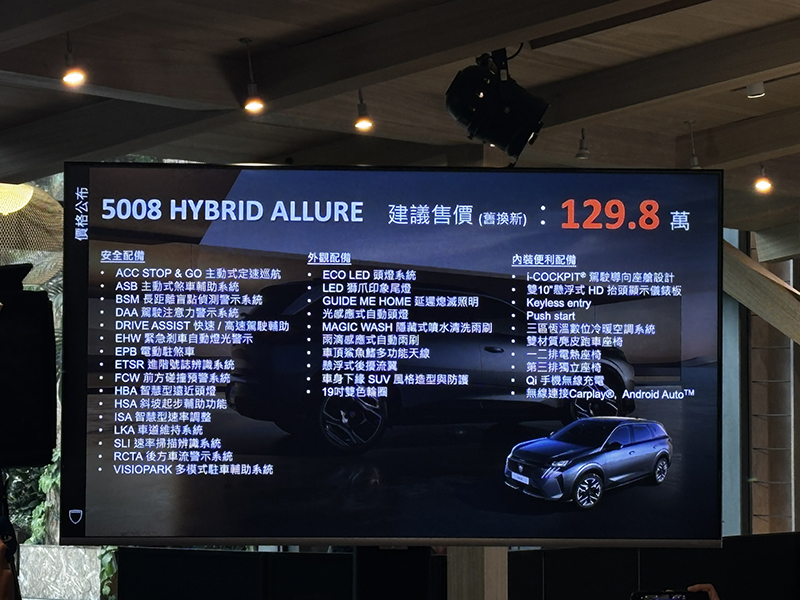 價格公布
5008 HYBRID ALLURE 建議售價 (舊換新) : 129.8 萬
安全配備
• ACC STOP & GO 主動式定速巡航
• ASB 主動式煞車輔助系統
• BSM 長距離盲點偵測警示系統
• DAA 駕駛注意力警示系統
• DRIVE ASSIST 快速 / 高速駕駛輔助
• EHW 緊急剎車自動燈光警示
• EPB 電動駐煞車
• ETSR 進階號誌辨識系統
• FCW 前方碰撞預警系統
• HBA 智慧型遠近頭燈
• HSA 斜坡起步輔助功能
• ISA 智慧型速率調整
• LKA 車道維持系統
• SLI 速率掃描辨識系統
• RCTA 後方車流警示系統
• VISIOPARK 多模式駐車輔助系統
外觀配備
• ECO LED 頭燈系統
• LED 獅爪印象尾燈
• GUIDE ME HOME 延遲熄滅照明
• 光感應式自動頭燈
• MAGIC WASH 隱藏式噴水清洗雨刷
• 雨滴感應式自動雨刷
• 車頂鯊魚鰭多功能天線
• 懸浮式後擾流翼
• 車身下緣 SUV 風格造型與防護
• 19吋雙色輪圈
內裝便利配備
• i-COCKPIT® 駕駛導向座艙設計
• 雙10"懸浮式 HD 抬頭顯示儀錶板
• Keyless entry
• Push start
• 三區恆溫數位冷暖空調系統
• 雙材質麂皮跑車座椅
• 一二排電熱座椅
• 第三排獨立座椅
• Qi 手機無線充電
• 無線連接Carplay®、Android Auto™